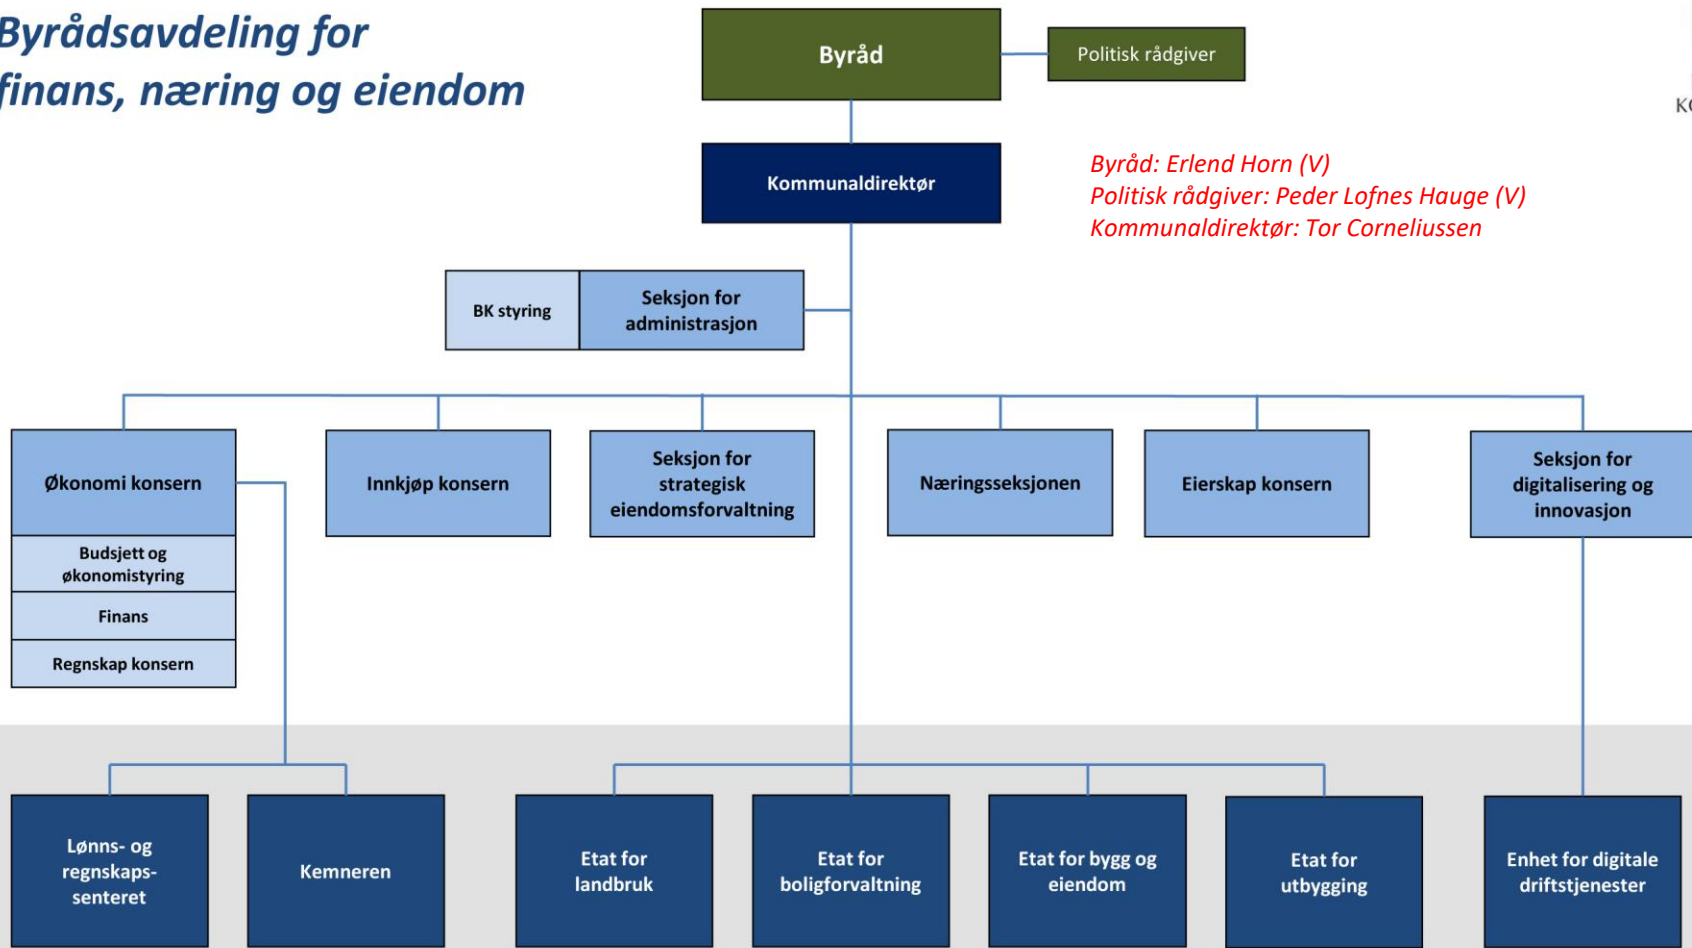 Byrådsavdeling for
finans, næring og eiendom
Byråd
Politisk rådgiver
Kommunaldirektør
Byråd: Erlend Horn (V)
Politisk rådgiver: Peder Lofnes Hauge (V)
Kommunaldirektør: Tor Corneliussen
BK styring
Seksjon for
administrasjon
Økonomi konsern
Budsjett og
økonomistyring
Finans
Regnskap konsern
Innkjøp konsern
Seksjon for
strategisk
eiendomsforvaltning
Næringsseksjonen
Eierskap konsern
Seksjon for
digitalisering og
innovasjon
Lønns- og
regnskaps-
senteret
Kemneren
Etat for
landbruk
Etat for
boligforvaltning
Etat for bygg og
eiendom
Etat for
utbygging
Enhet for digitale
driftstjenester